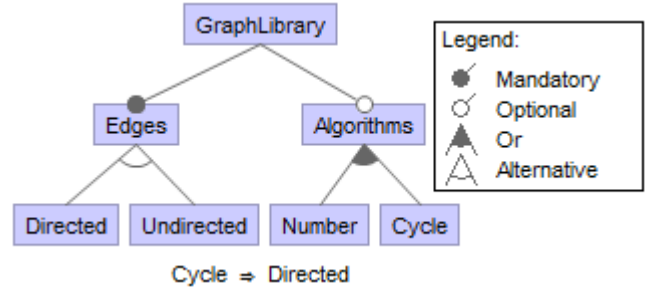 GraphLibrary
Legend:
Mandatory
Optional
Or
Alternative
Edges
Algorithms
Directed
Undirected
Number
Cycle
Cycle ⇒ Directed